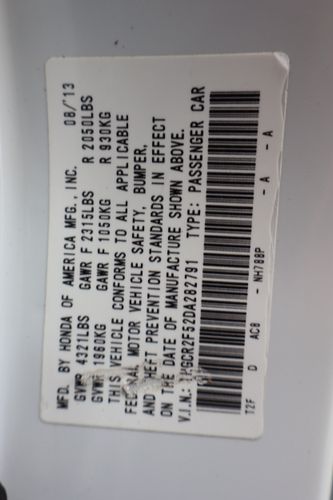 MFD. BY HONDA OF AMERICA MFG., INC. 08/'13
GVWR 4321LBS GAWR F 2315LBS R 2050LBS
GVWR 1960KG GAWR F 1050KG R 930KG
THIS VEHICLE CONFORMS TO ALL APPLICABLE
FEDERAL MOTOR VEHICLE SAFETY, BUMPER,
AND THEFT PREVENTION STANDARDS IN EFFECT
ON THE DATE OF MANUFACTURE SHOWN ABOVE.
V.I.N.: 1HGCR2F52DA282791 TYPE: PASSENGER CAR
T2F D AC8 - NH788P - A - A